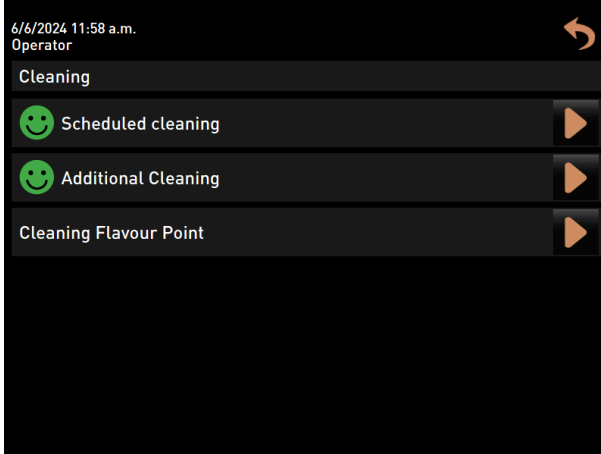 6/6/2024 11:58 a.m.
Operator
Cleaning
Scheduled cleaning
Additional Cleaning
Cleaning Flavour Point